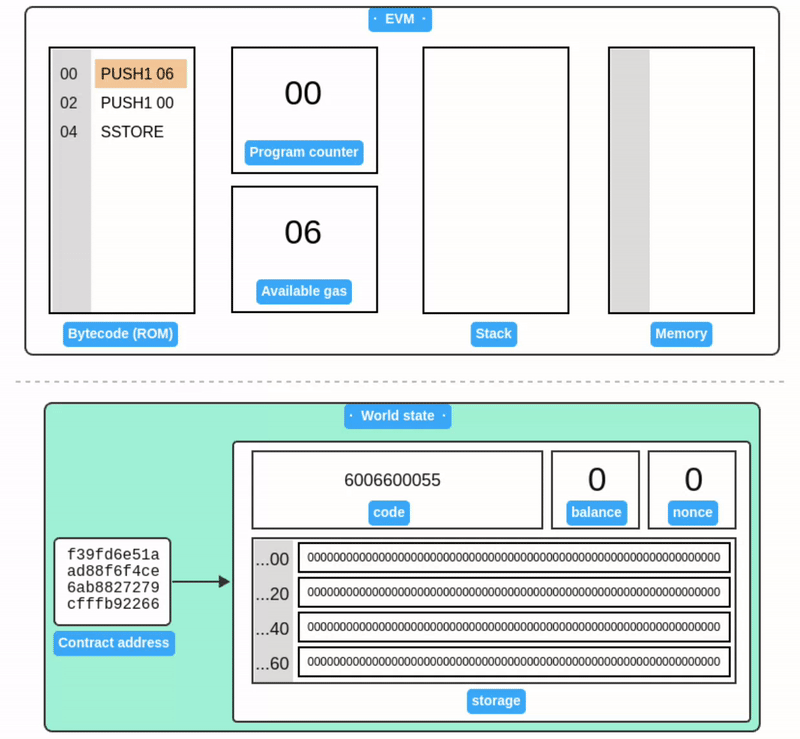 · EVM ·
00 PUSH1 06
02 PUSH1 00
04 SSTORE
Bytecode (ROM)
00
Program counter
06
Available gas
Stack
Memory
· World state ·
f39fd6e51a
ad88f6f4ce
6ab8827279
cfffb92266
Contract address
6006600055
code
0
balance
0
nonce
...00 0000000000000000000000000000000000000000000000000000000000000000
...20 0000000000000000000000000000000000000000000000000000000000000000
...40 0000000000000000000000000000000000000000000000000000000000000000
...60 0000000000000000000000000000000000000000000000000000000000000000
storage